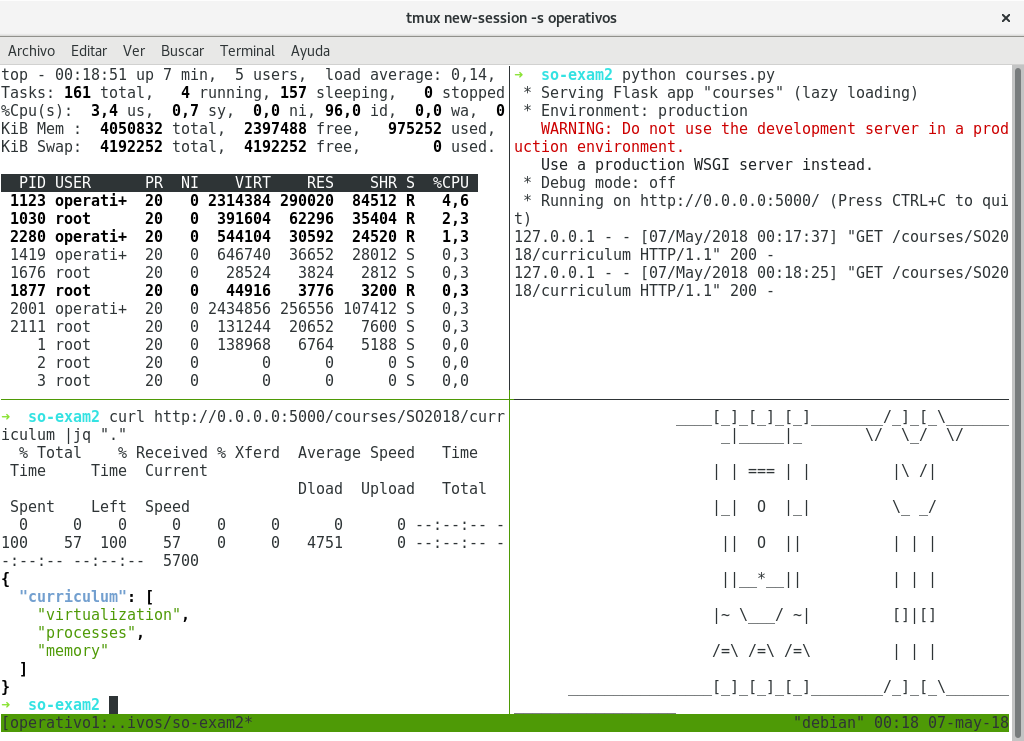 tmux new-session -s operativos
Archivo Editar Ver Buscar Terminal Ayuda
top - 00:18:51 up 7 min,  5 users,  load average: 0,14,
Tasks: 161 total,   4 running, 157 sleeping,   0 stopped
%Cpu(s):  3,4 us,  0,7 sy,  0,0 ni, 96,0 id,  0,0 wa,  0
KiB Mem :  4050832 total,  2397488 free,   975252 used,
KiB Swap:  4192252 total,  4192252 free,        0 used.
  PID USER      PR  NI    VIRT    RES    SHR S  %CPU
 1123 operati+  20   0 2314384 290020  84512 R   4,6
 1030 root      20   0  391604  62296  35404 R   2,3
 2280 operati+  20   0  544104  30592  24520 R   1,3
 1419 operati+  20   0  646740  36652  28012 S   0,3
 1676 root      20   0   28524   3824   2812 S   0,3
 1877 root      20   0   44916   3776   3200 R   0,3
 2001 operati+  20   0 2434856 256556 107412 S   0,3
 2111 root      20   0  131244  20652   7600 S   0,3
    1 root      20   0  138968   6764   5188 S   0,0
    2 root      20   0       0      0      0 S   0,0
    3 root      20   0       0      0      0 S   0,0
➜  so-exam2 python courses.py
 * Serving Flask app "courses" (lazy loading)
 * Environment: production
   WARNING: Do not use the development server in a prod
uction environment.
   Use a production WSGI server instead.
 * Debug mode: off
 * Running on http://0.0.0.0:5000/ (Press CTRL+C to qui
t)
127.0.0.1 - - [07/May/2018 00:17:37] "GET /courses/SO20
18/curriculum HTTP/1.1" 200 -
127.0.0.1 - - [07/May/2018 00:18:25] "GET /courses/SO20
18/curriculum HTTP/1.1" 200 -
➜  so-exam2 curl http://0.0.0.0:5000/courses/SO2018/curr
iculum |jq "."
  % Total    % Received % Xferd  Average Speed   Time
 Time     Time  Current
                                 Dload  Upload   Total
 Spent    Left  Speed
  0     0  0       0    0     0      0      0 --:--:-- -
100    57  100    57    0     0   4751      0 --:--:-- -
-:--:-- --:--:--  5700
{
  "curriculum": [
    "virtualization",
    "processes",
    "memory"
  ]
}
➜  so-exam2
                  ____[_]_[_]_[_]________/_]_[_\_______
                       _|_____|_       \/  \_/  \/
                      | | === | |         |\ /|
                      |_|  O  |_|         \_ _/
                       ||  O  ||          | | |
                       ||__*__||          | | |
                      |~ \___/ ~|         []|[]
                      /=\ /=\ /=\         | | |
      ________________[_]_[_]_[_]________/_]_[_\_______
__________________
[operativo1:..ivos/so-exam2* "debian" 00:18 07-may-18